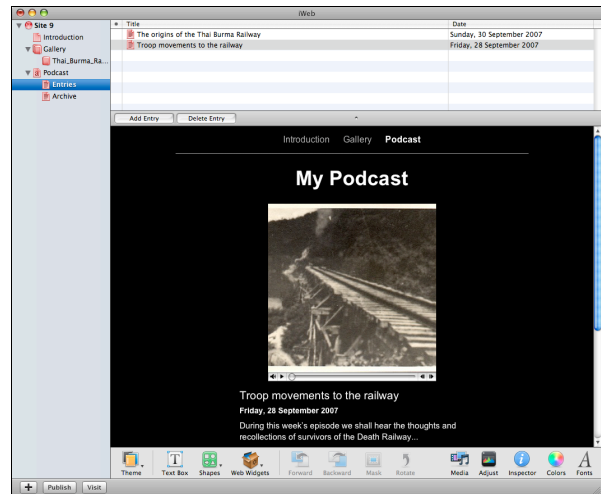 iWeb
Site 9
Introduction
Gallery
Thai_Burma_Ra...
Podcast
Entries
Archive
Title Date
The origins of the Thai Burma Railway Sunday, 30 September 2007
Troop movements to the railway Friday, 28 September 2007
Add Entry Delete Entry
Introduction Gallery Podcast
My Podcast
Troop movements to the railway
Friday, 28 September 2007
During this week's episode we shall hear the thoughts and
recollections of survivors of the Death Railway...
Theme Text Box Shapes Web Widgets Forward Backward Mask Rotate Media Adjust Inspector Colors Fonts
Publish Visit